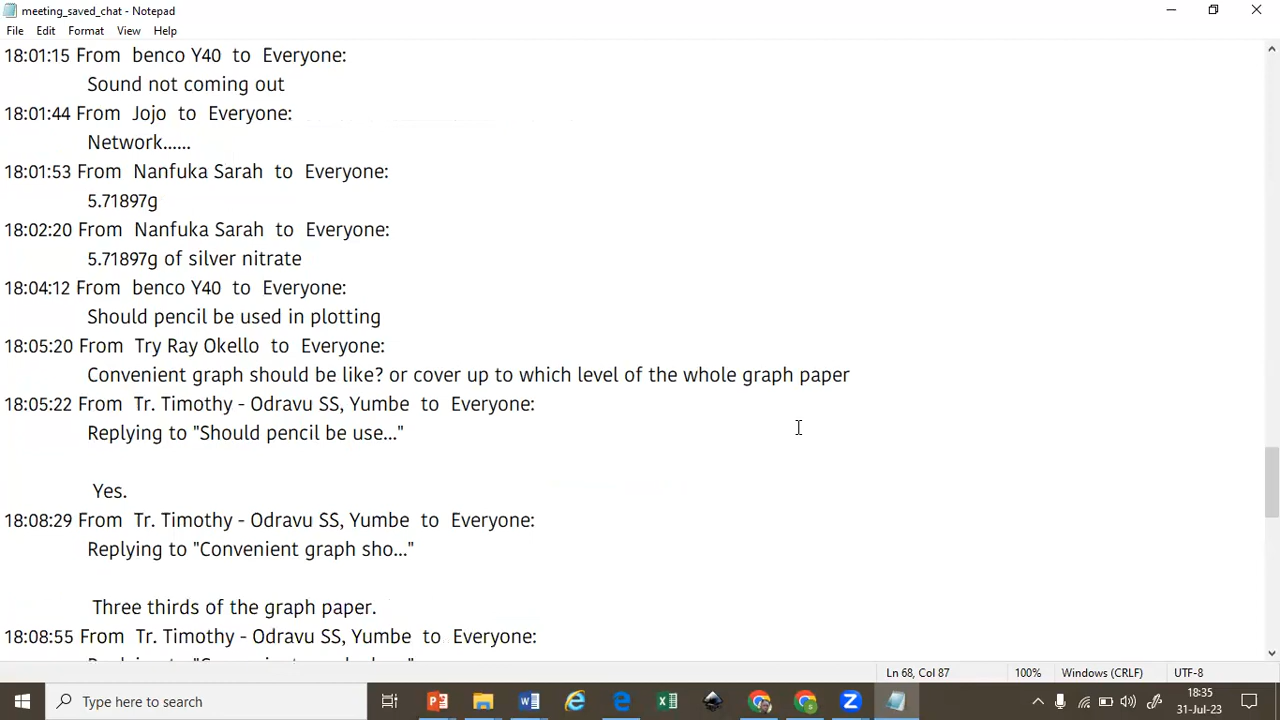 meeting_saved_chat - Notepad
File Edit Format View Help
18:01:15 From benco Y40 to Everyone:
Sound not coming out
18:01:44 From Jojo to Everyone:
Network......
18:01:53 From Nanfuka Sarah to Everyone:
5.71897g
18:02:20 From Nanfuka Sarah to Everyone:
5.71897g of silver nitrate
18:04:12 From benco Y40 to Everyone:
Should pencil be used in plotting
18:05:20 From Try Ray Okello to Everyone:
Convenient graph should be like? or cover up to which level of the whole graph paper
18:05:22 From Tr. Timothy - Odravu SS, Yumbe to Everyone:
Replying to "Should pencil be use..."
Yes.
18:08:29 From Tr. Timothy - Odravu SS, Yumbe to Everyone:
Replying to "Convenient graph sho..."
Three thirds of the graph paper.
18:08:55 From Tr. Timothy - Odravu SS, Yumbe to Everyone:
Ln 68, Col 87 100% Windows (CRLF) UTF-8
Type here to search
18:35
31-Jul-23